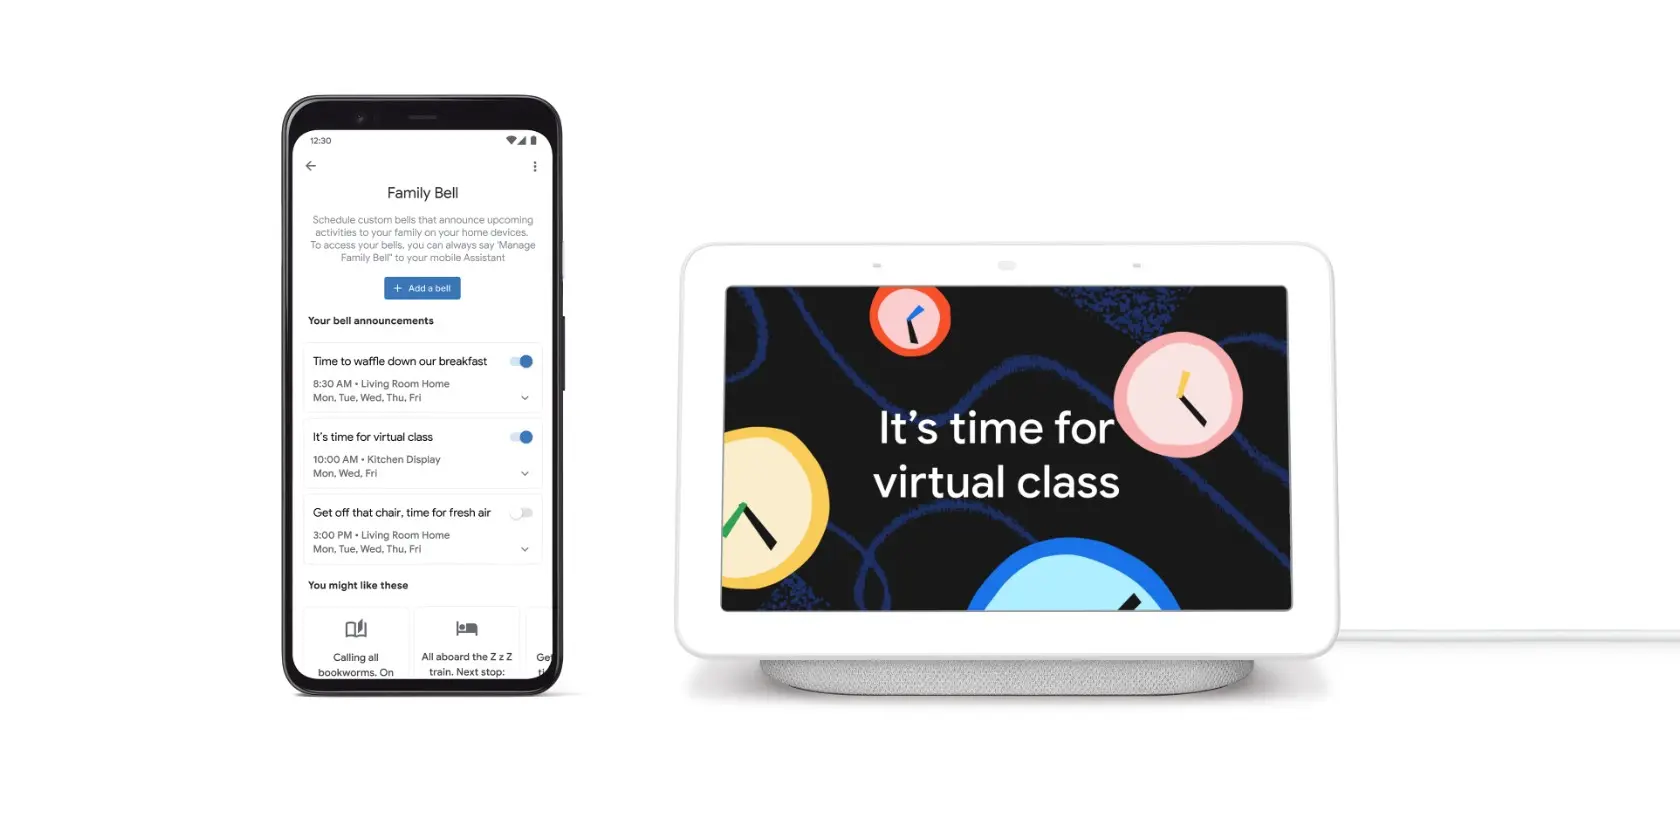 12:30
Family Bell
Schedule custom bells that announce upcoming
activities to your family on your home devices.
To access your bells, you can always say 'Manage
Family Bell" to your mobile Assistant
+ Add a bell
Your bell announcements
Time to waffle down our breakfast
8:30 AM • Living Room Home
Mon, Tue, Wed, Thu, Fri
It's time for virtual class
10:00 AM • Kitchen Display
Mon, Wed, Fri
Get off that chair, time for fresh air
3:00 PM • Living Room Home
Mon, Tue, Wed, Thu, Fri
You might like these
Calling all
bookworms. On
All aboard the Z z Z
train. Next stop:
It's time for
virtual class